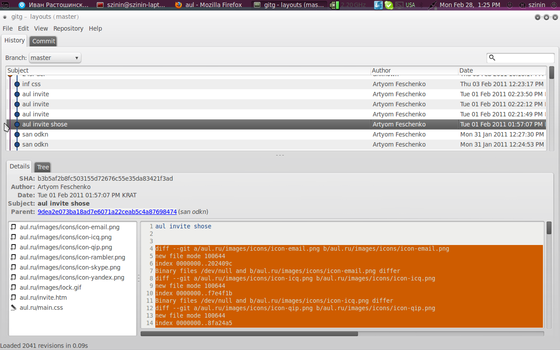 Иван Растошински... szinin@szinin-lapt... aul - Mozilla Firefox gitg - layouts (mas... USA Mon Feb 28, 1:25 PM szinin
gitg - layouts (master)
File Edit View Repository Help
History Commit
Branch: master
Subject Author Date
inf css Artyom Feschenko Thu 03 Feb 2011 12:23:17 PM
aul invite Artyom Feschenko Tue 01 Feb 2011 02:23:50 PM
aul invite Artyom Feschenko Tue 01 Feb 2011 02:22:12 PM
aul invite Artyom Feschenko Tue 01 Feb 2011 02:21:49 PM
aul invite shose Artyom Feschenko Tue 01 Feb 2011 01:57:07 PM
san odkn Artyom Feschenko Mon 31 Jan 2011 12:27:30 PM
san odkn Artyom Feschenko Mon 31 Jan 2011 12:24:53 PM
Details Tree
SHA: b3b5af2b8fc503155d72676c55e35da83421f3ad
Author: Artyom Feschenko
Date: Tue 01 Feb 2011 01:57:07 PM KRAT
Subject: aul invite shose
Parent: 9dea2e073ba18ad7e6071a22ceab5c4a87698474 (san odkn)
aul.ru/images/icons/icon-email.png
aul.ru/images/icons/icon-icq.png
aul.ru/images/icons/icon-qip.png
aul.ru/images/icons/icon-rambler.png
aul.ru/images/icons/icon-skype.png
aul.ru/images/icons/icon-yandex.png
aul.ru/images/lock.gif
aul.ru/invite.htm
aul.ru/main.css
1 aul invite shose
2
3
4 diff --git a/aul.ru/images/icons/icon-email.png b/aul.ru/images/icons/icon-email.png
5 new file mode 100644
6 index 0000000..202409c
7 Binary files /dev/null and b/aul.ru/images/icons/icon-email.png differ
8 diff --git a/aul.ru/images/icons/icon-icq.png b/aul.ru/images/icons/icon-icq.png
9 new file mode 100644
10 index 0000000..f7e4f1b
11 Binary files /dev/null and b/aul.ru/images/icons/icon-icq.png differ
12 diff --git a/aul.ru/images/icons/icon-qip.png b/aul.ru/images/icons/icon-qip.png
13 new file mode 100644
14 index 0000000..8fa24a5
Loaded 2041 revisions in 0.09s